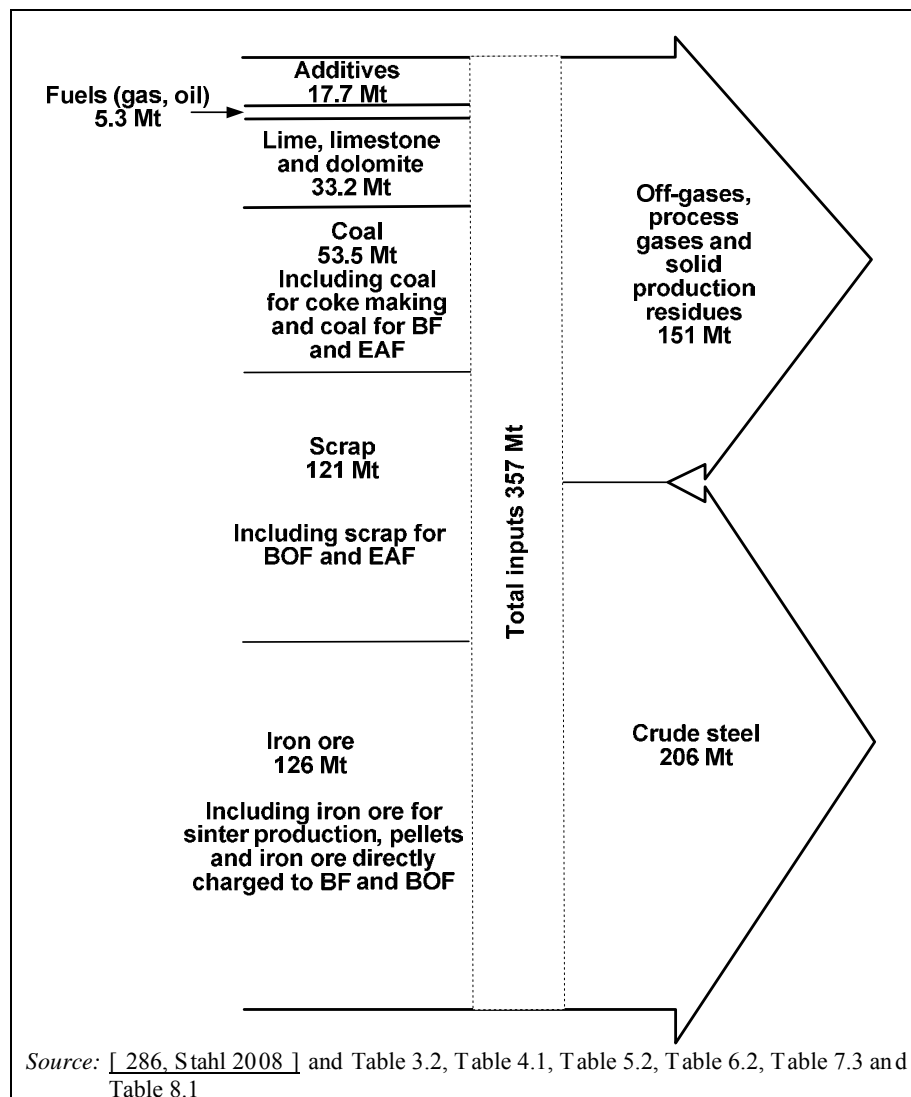 Additives
17.7 Mt
Fuels (gas, oil)
5.3 Mt
Lime, limestone
and dolomite
33.2 Mt
Coal
53.5 Mt
Including coal
for coke making
and coal for BF
and EAF
Scrap
121 Mt
Including scrap for
BOF and EAF
Iron ore
126 Mt
Including iron ore for
sinter production, pellets
and iron ore directly
charged to BF and BOF
Total inputs 357 Mt
Off-gases,
process
gases and
solid
production
residues
151 Mt
Crude steel
206 Mt
Source: [ 286, Stahl 2008 ] and Table 3.2, Table 4.1, Table 5.2, Table 6.2, Table 7.3 and
Table 8.1